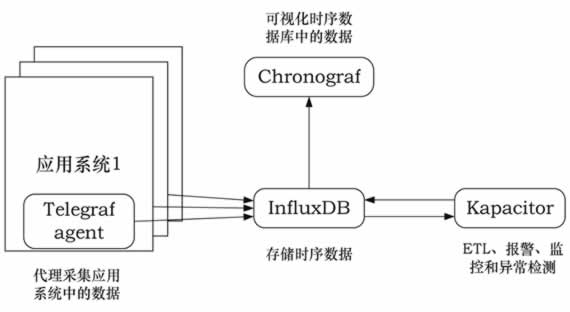 可视化时序数
据库中的数据
Chronograf
应用系统1
Telegraf
agent
InfluxDB
Kapacitor
代理采集应用
系统中的数据
存储时序数据
ETL、报警、监
控和异常检测